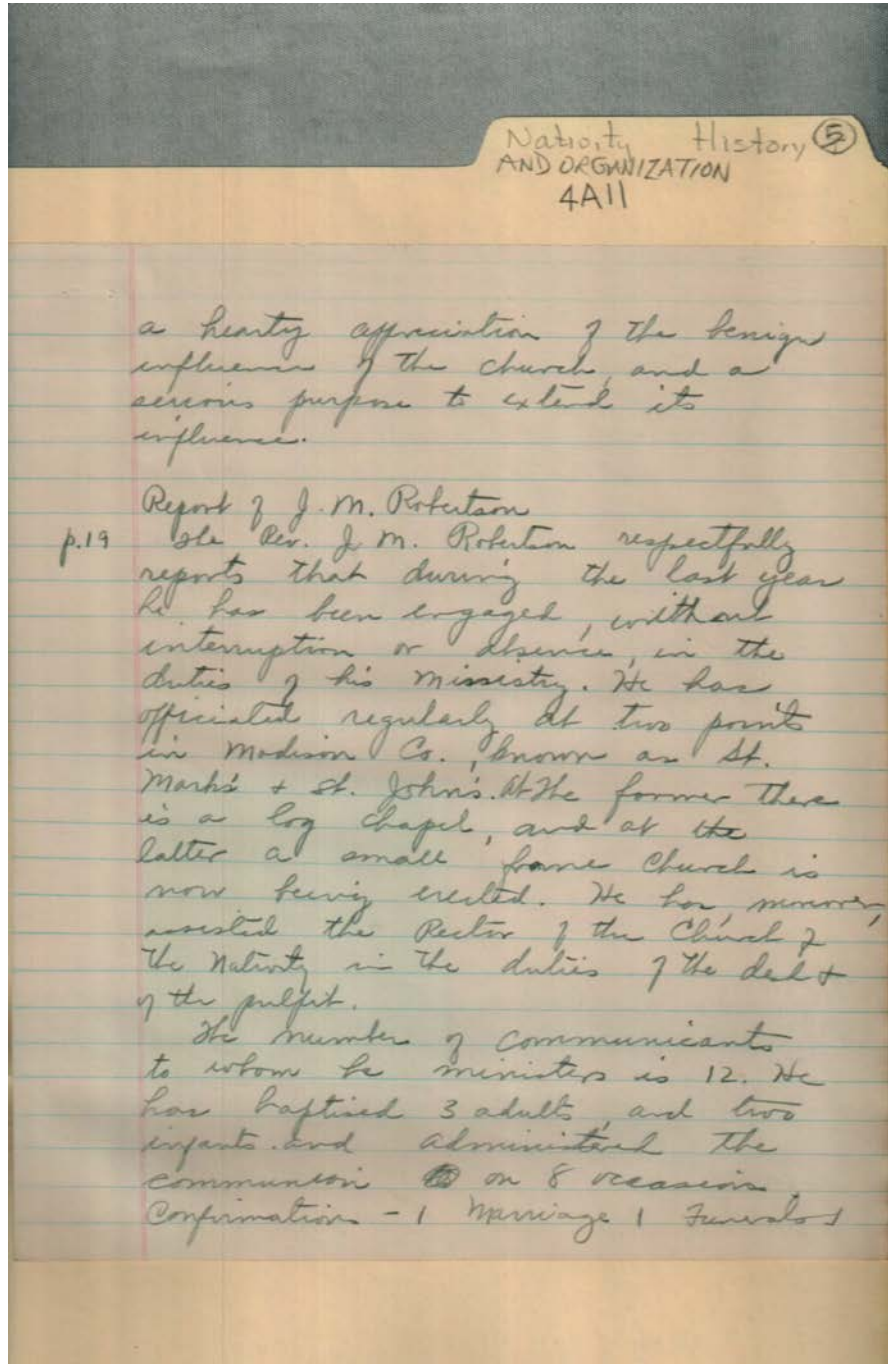 Nativity History ⑤
AND ORGANIZATION
4A11
a hearty appreciation of the benign
influence of the church, and a
serious purpose to extend its
influence.
Report of J. M. Robertson
p.19 The Rev. J. M. Robertson respectfully
reports that during the last year
he has been engaged, without
interruption or absence, in the
duties of his missistry. He has
officiated regularly at two points
in Madison Co., known as St.
Mark's + St. John's. At the former there
is a log chapel, and at the
latter a small frame Church is
now being erected. He has, moreover,
assisted the Rector of the Church of
the Nativity in the duties of the desk +
of the pulpit.
The number of communicants
to whom he ministers is 12. He
has baptised 3 adults, and two
infants and administered the
communion on 8 occasions.
Confirmations - 1 Marriage 1 Funerals 1